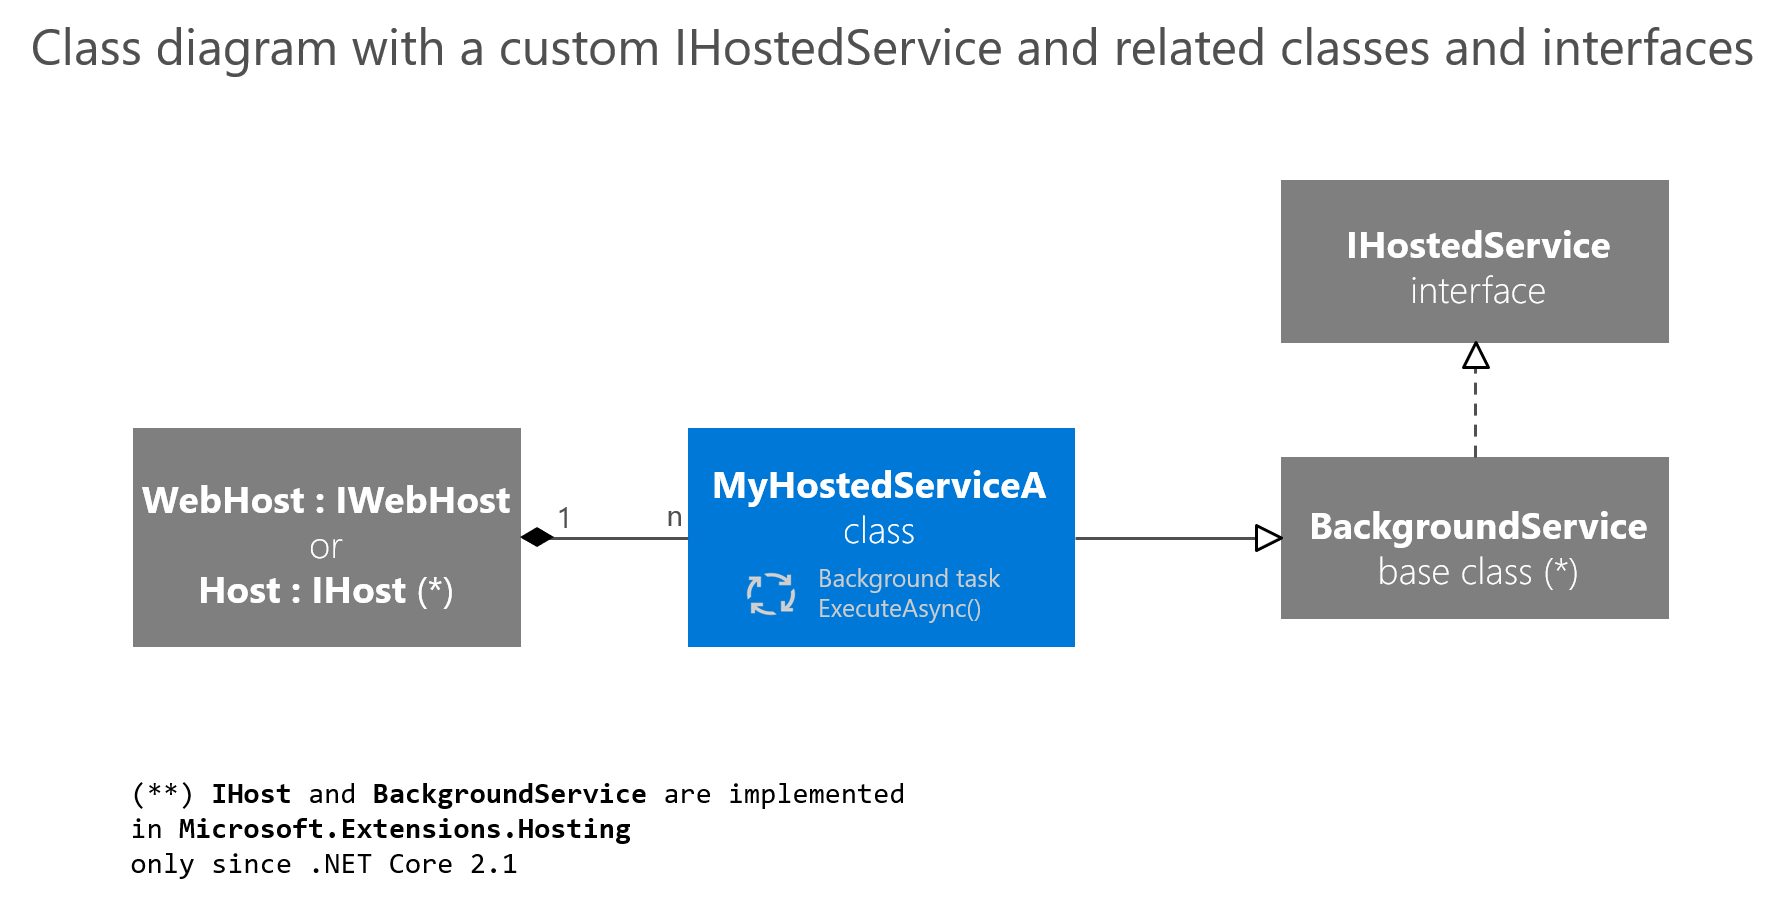 Class diagram with a custom IHostedService and related classes and interfaces
IHostedService
interface
WebHost : IWebHost
or
Host : IHost (*)
1
n
MyHostedServiceA
class
Background task
ExecuteAsync()
BackgroundService
base class (*)
(**) IHost and BackgroundService are implemented
in Microsoft.Extensions.Hosting
only since .NET Core 2.1